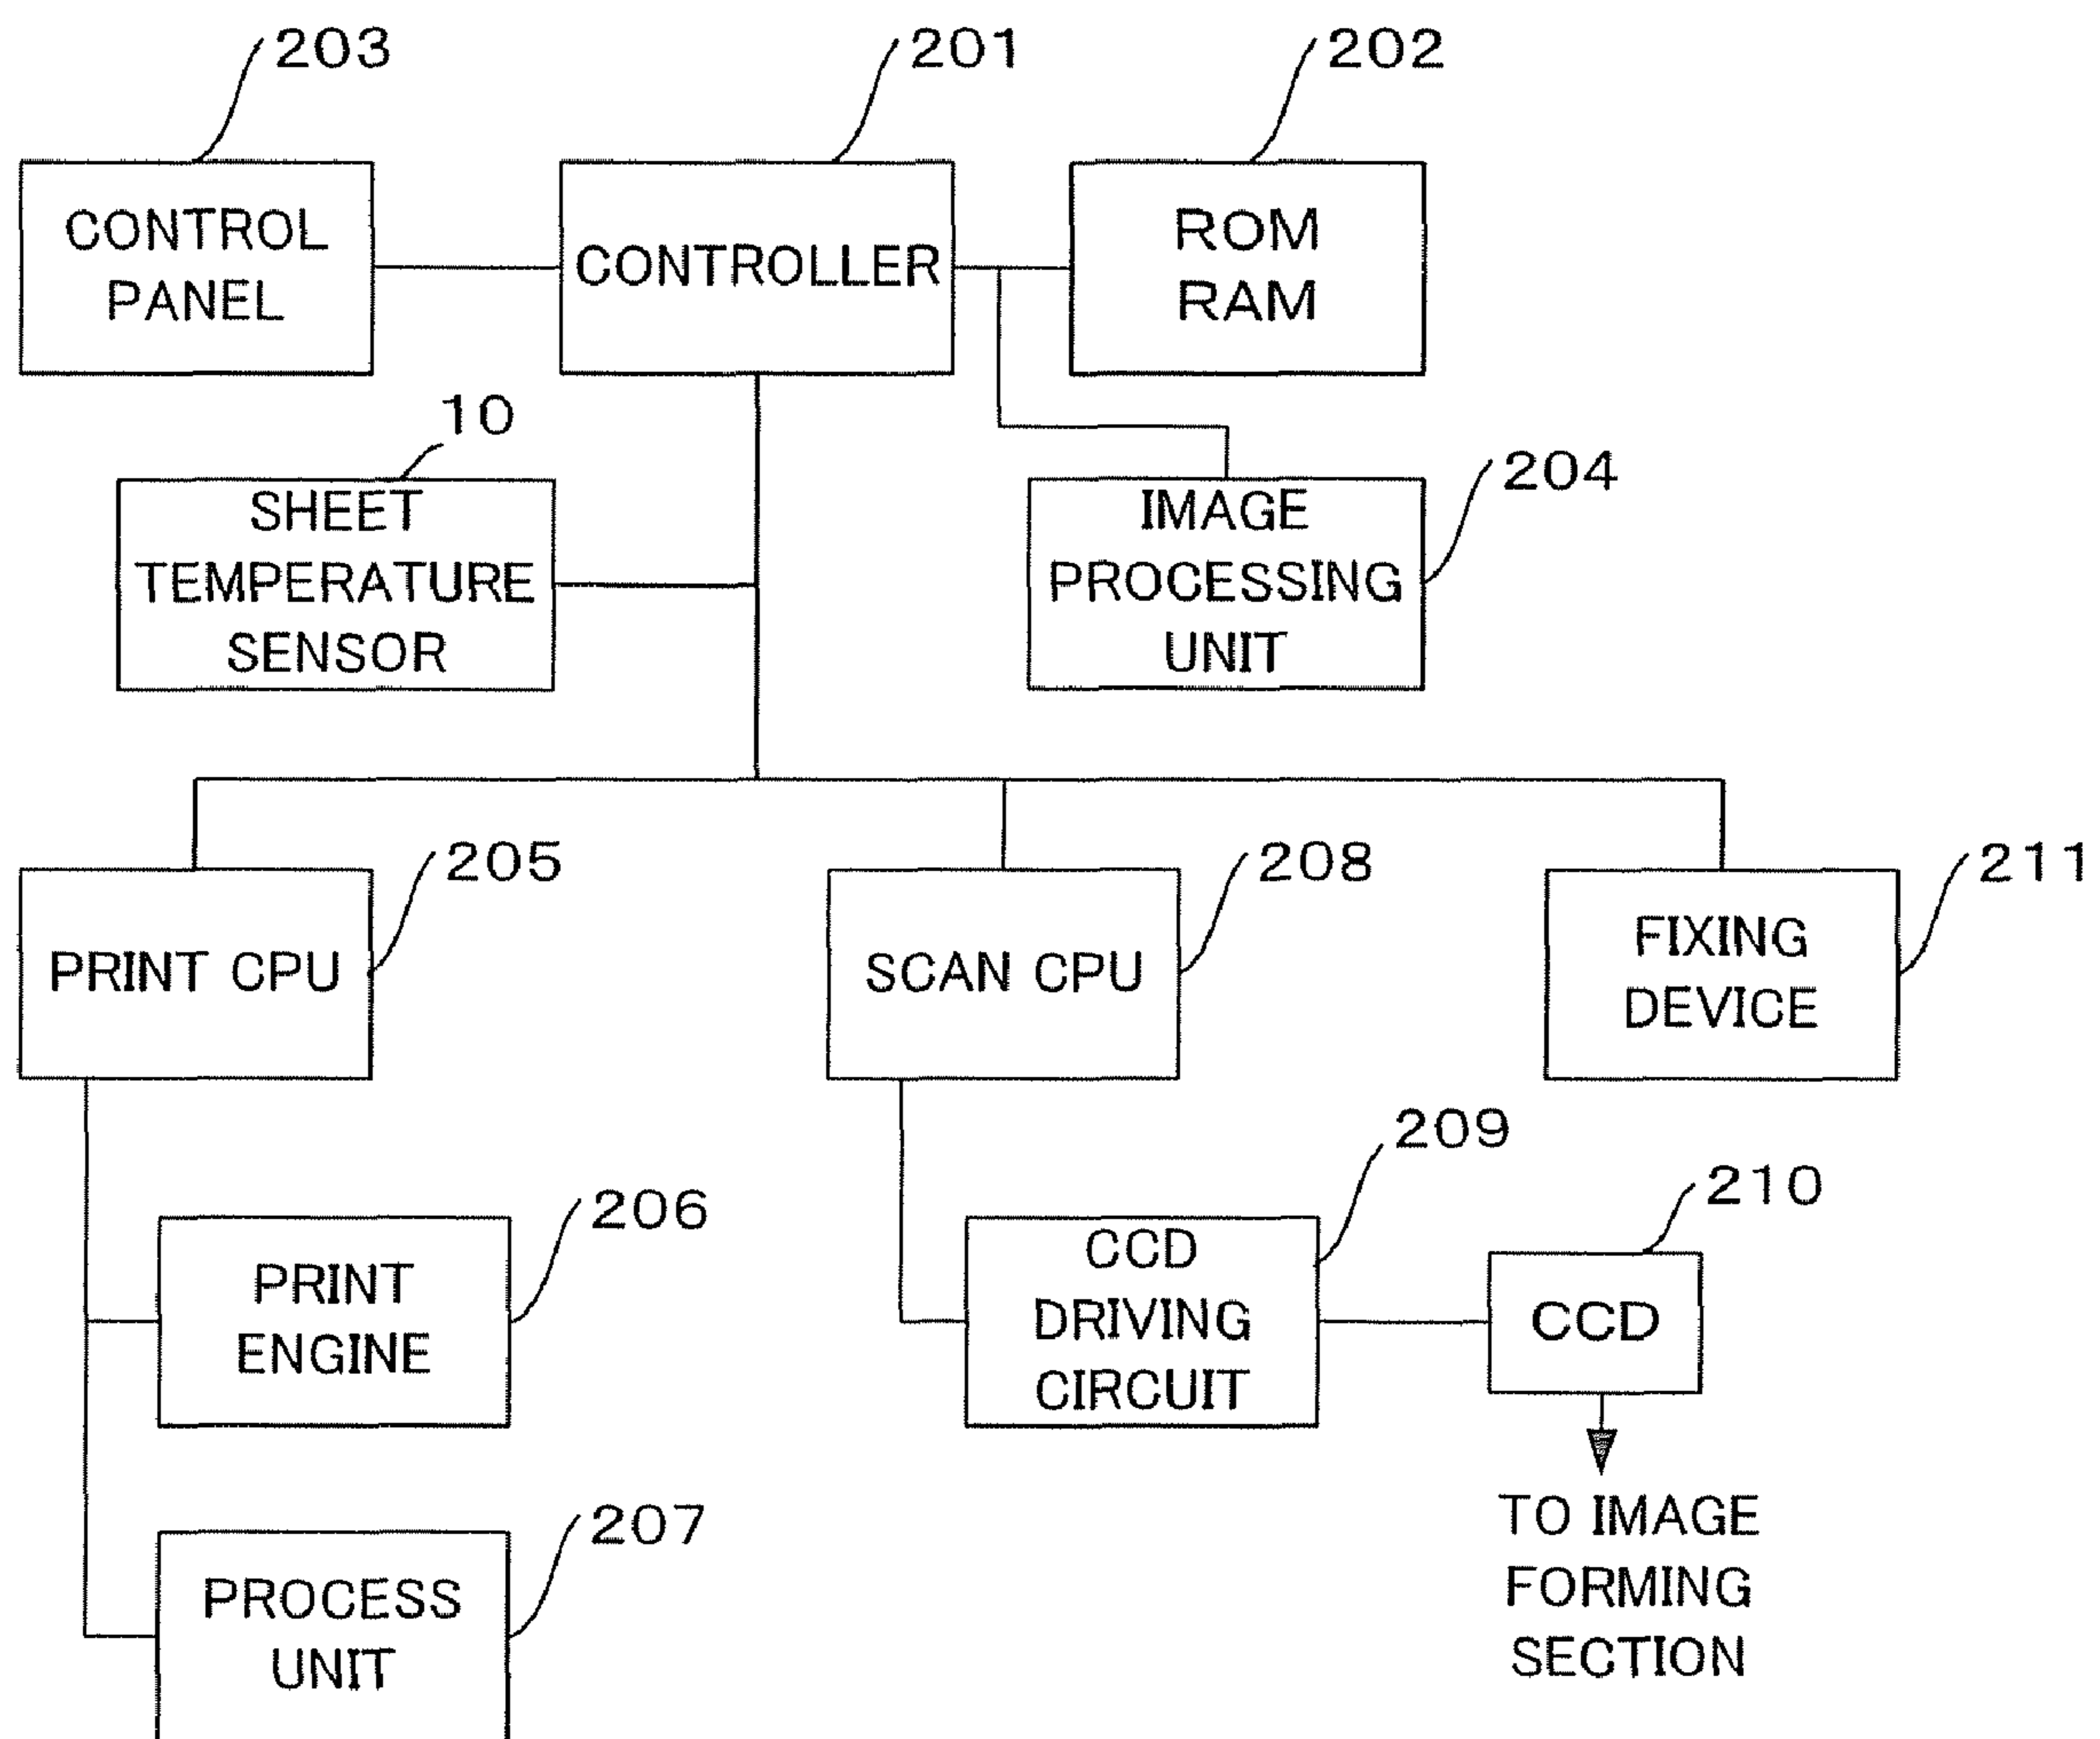 203
201
202
CONTROL
PANEL
CONTROLLER
ROM
RAM
10
SHEET
TEMPERATURE
SENSOR
204
IMAGE
PROCESSING
UNIT
205
PRINT CPU
208
SCAN CPU
211
FIXING
DEVICE
206
PRINT
ENGINE
209
CCD
DRIVING
CIRCUIT
210
CCD
207
PROCESS
UNIT
TO IMAGE
FORMING
SECTION